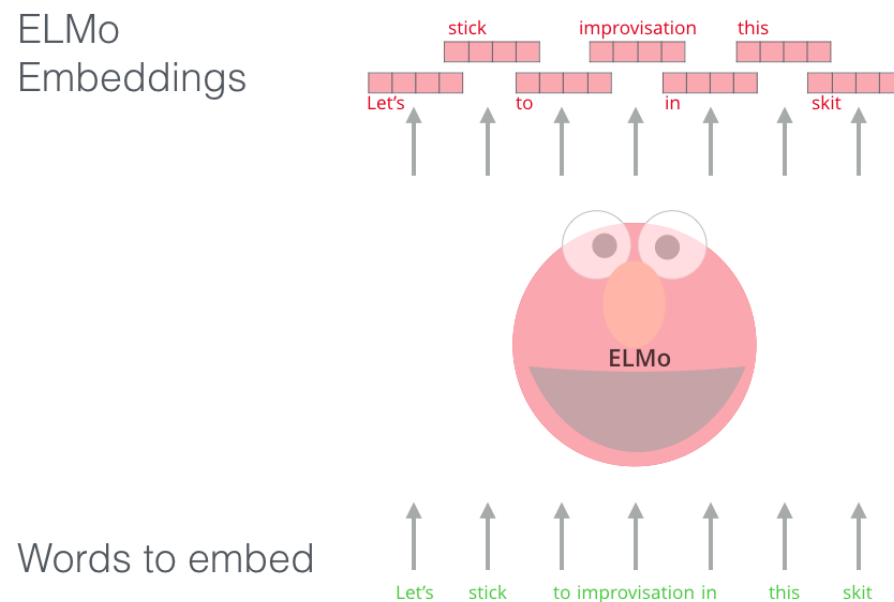 ELMo
Embeddings
stick improvisation this
Let's to in skit
ELMo
Words to embed
Let's stick to improvisation in this skit